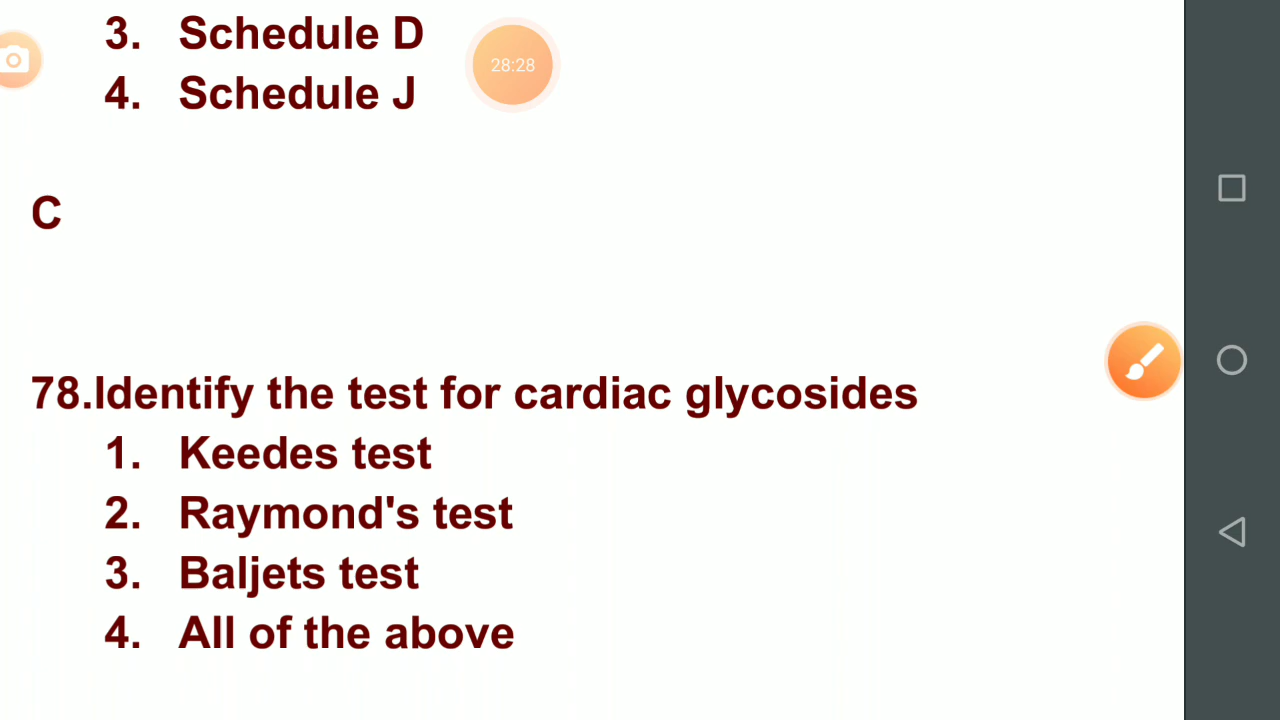 3. Schedule D
28:28
4. Schedule J
C
78.Identify the test for cardiac glycosides
1. Keedes test
2. Raymond's test
3. Baljets test
4. All of the above